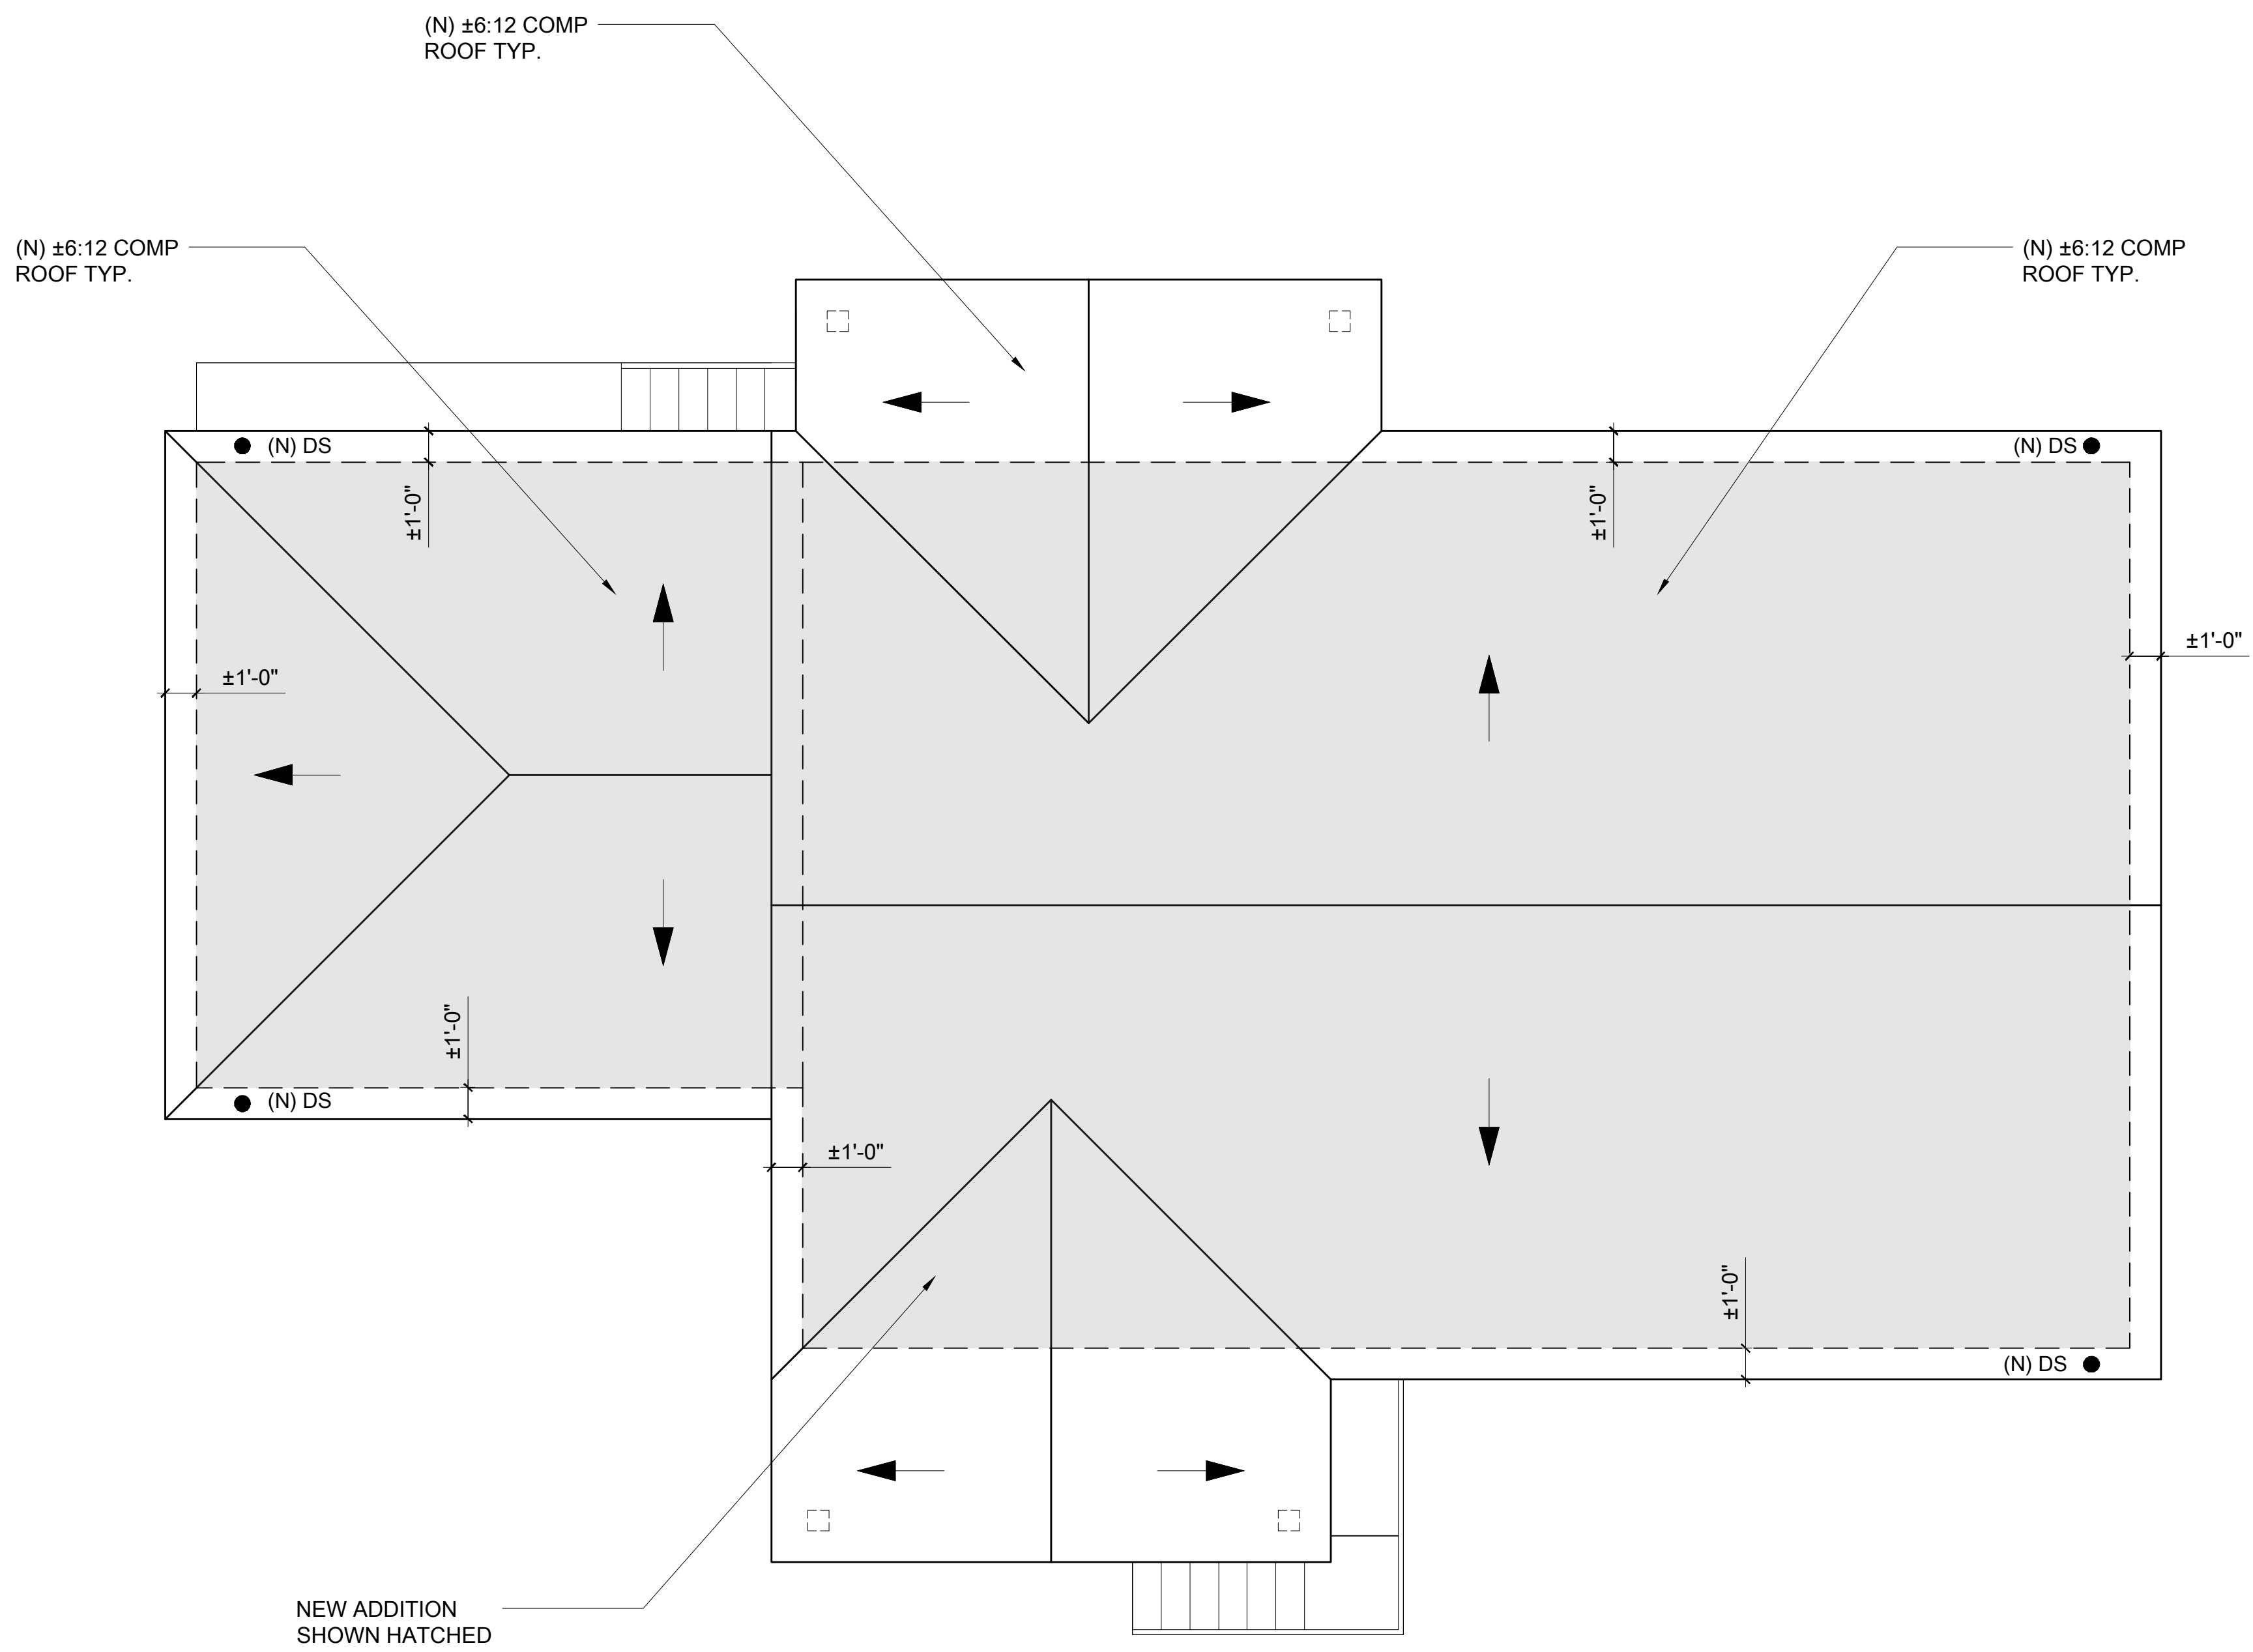 (N) ±6:12 COMP
ROOF TYP.
(N) ±6:12 COMP
ROOF TYP.
(N) ±6:12 COMP
ROOF TYP.
(N) DS
(N) DS
±1'-0"
±1'-0"
±1'-0"
±1'-0"
±1'-0"
(N) DS
±1'-0"
±1'-0"
(N) DS
NEW ADDITION
SHOWN HATCHED